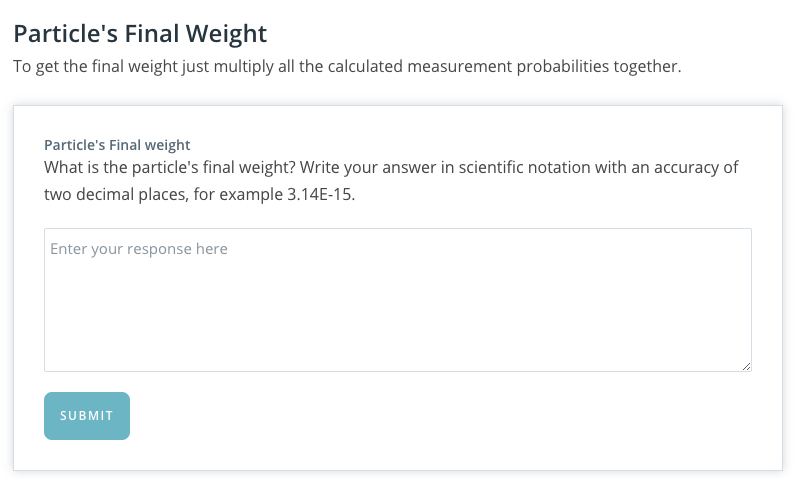 Particle's Final Weight
To get the final weight just multiply all the calculated measurement probabilities together.
Particle's Final weight
What is the particle's final weight? Write your answer in scientific notation with an accuracy of
two decimal places, for example 3.14E-15.
Enter your response here
SUBMIT